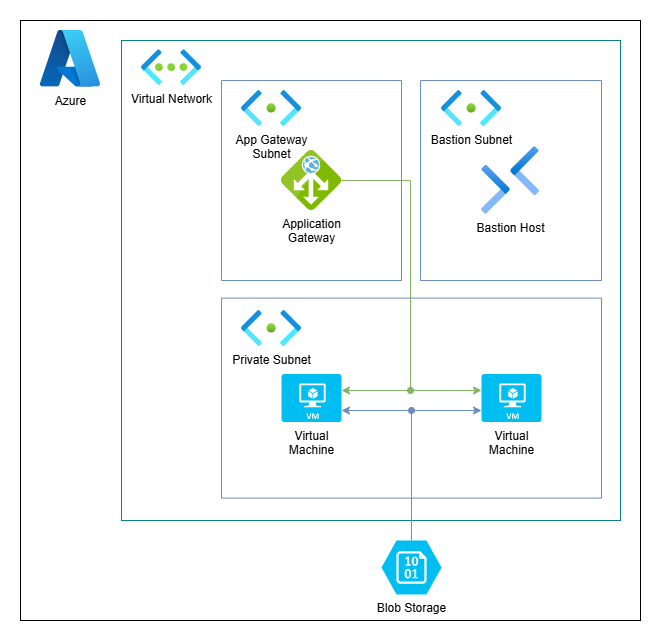 Azure
Virtual Network
App Gateway
Subnet
Application
Gateway
Bastion Subnet
Bastion Host
Private Subnet
VM
Virtual
Machine
VM
Virtual
Machine
10
01
Blob Storage